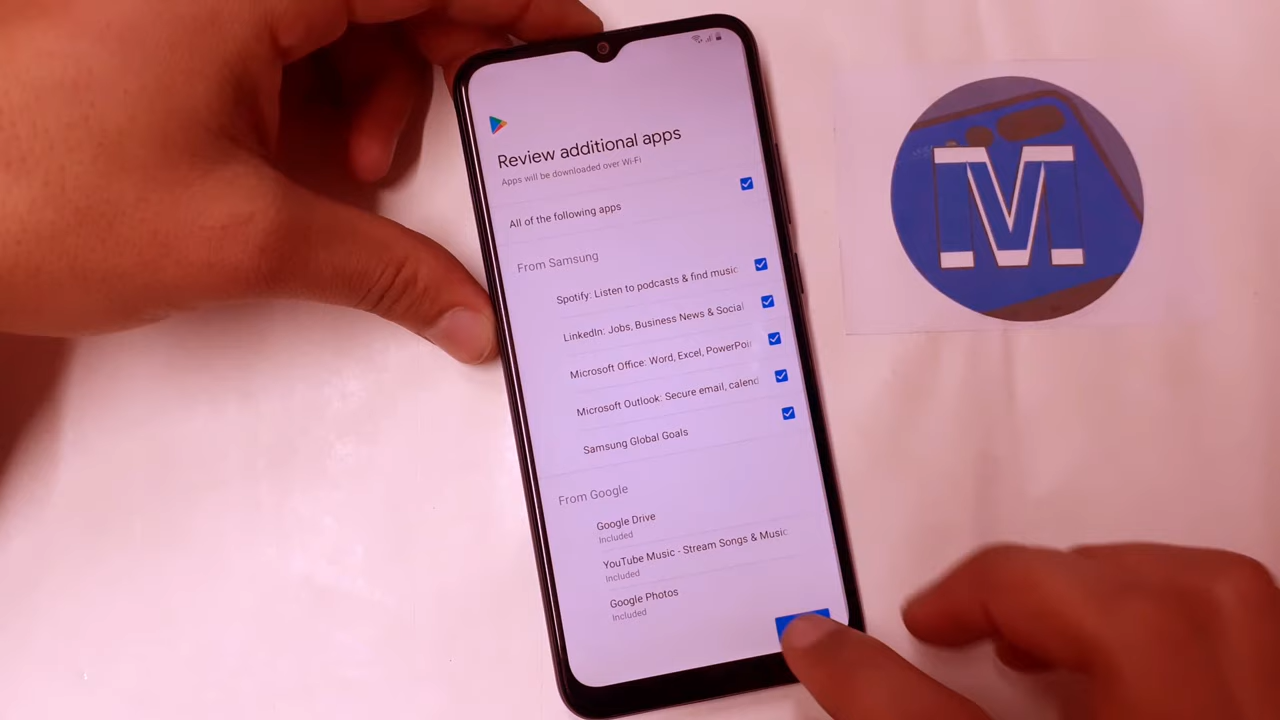 Review additional apps
Apps will be downloaded over Wi-Fi
All of the following apps
From Samsung
Spotify: Listen to podcasts & find music
LinkedIn: Jobs, Business News & Social
Microsoft Office: Word, Excel, PowerPoin
Microsoft Outlook: Secure email, calend
Samsung Global Goals
From Google
Google Drive
Included
YouTube Music - Stream Songs & Music
Included
Google Photos
Included
M